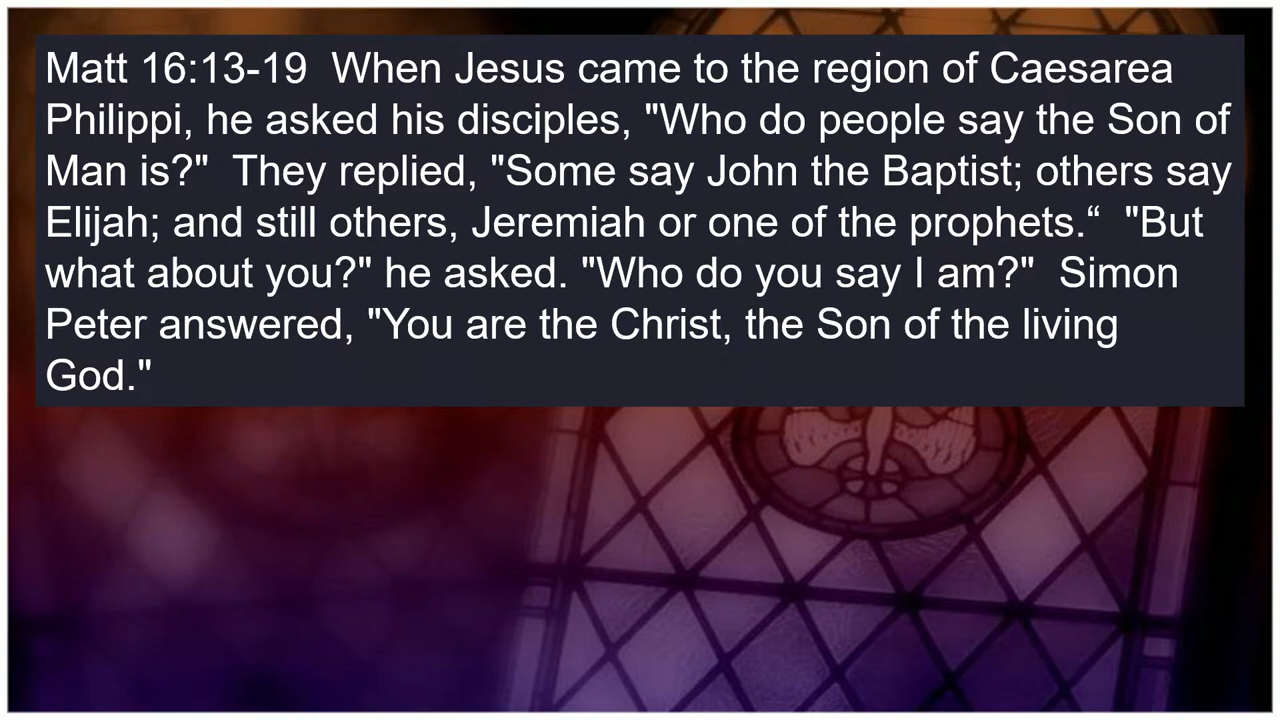 Matt 16:13-19  When Jesus came to the region of Caesarea
Philippi, he asked his disciples, "Who do people say the Son of
Man is?"  They replied, "Some say John the Baptist; others say
Elijah; and still others, Jeremiah or one of the prophets.“  "But
what about you?" he asked. "Who do you say I am?"  Simon
Peter answered, "You are the Christ, the Son of the living
God."